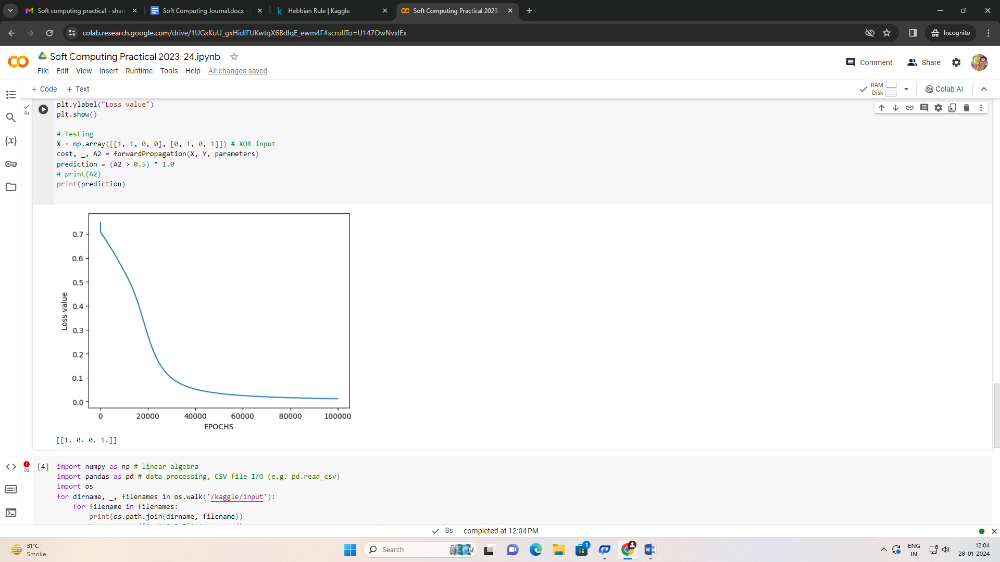 Soft computing practical - shar
Soft Computing Journal.docx -
Hebbian Rule | Kaggle
Soft Computing Practical 2023-
colab.research.google.com/drive/1UGxKuU_gxHidlFUKwtqX6BdlqE_ewm4F#scrollTo=U147OwNvxlEx
Incognito
Soft Computing Practical 2023-24.ipynb
Comment
Share
File Edit View Insert Runtime Tools Help All changes saved
+ Code + Text
RAM
Disk
Colab AI
9s
plt.ylabel("Loss value")
plt.show()
# Testing
X = np.array([[1, 1, 0, 0], [0, 1, 0, 1]]) # XOR input
cost, _, A2 = forwardPropagation(X, Y, parameters)
prediction = (A2 > 0.5) * 1.0
# print(A2)
print(prediction)
0.7
0.6
0.5
0.4
0.3
0.2
0.1
0.0
Loss value
0 20000 40000 60000 80000 100000
EPOCHS
[[1. 0. 0. 1.]]
0s
[4] import numpy as np # linear algebra
import pandas as pd # data processing, CSV file I/O (e.g. pd.read_csv)
import os
for dirname, _, filenames in os.walk('/kaggle/input'):
for filename in filenames:
print(os.path.join(dirname, filename))
8s completed at 12:04 PM
31°C
Smoke
Search
1
ENG
IN
12:04
28-01-2024